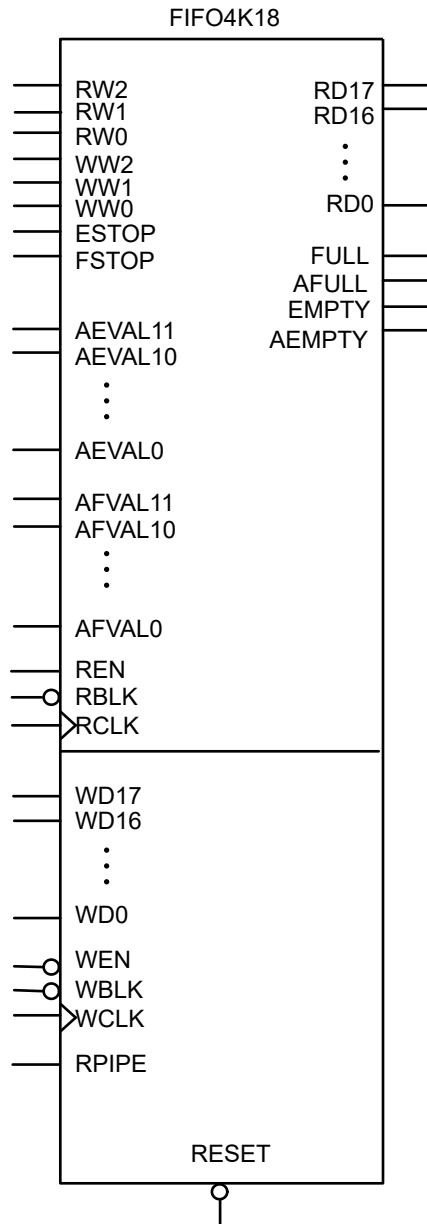 FIFO4K18
RW2
RW1
RW0
WW2
WW1
WW0
ESTOP
FSTOP
AEVAL11
AEVAL10
AEVAL0
AFVAL11
AFVAL10
AFVAL0
REN
RBLK
RCLK
WD17
WD16
WD0
WEN
WBLK
WCLK
RPIPE
RD17
RD16
RD0
FULL
AFULL
EMPTY
AEMPTY
RESET